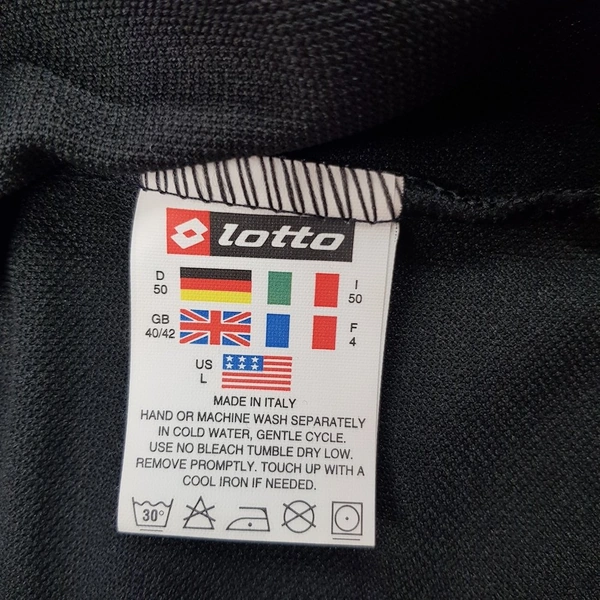 lotto
D
50
I
50
GB
40/42
F
4
US
L
MADE IN ITALY
HAND OR MACHINE WASH SEPARATELY
IN COLD WATER, GENTLE CYCLE.
USE NO BLEACH TUMBLE DRY LOW.
REMOVE PROMPTLY. TOUCH UP WITH A
COOL IRON IF NEEDED.
30°